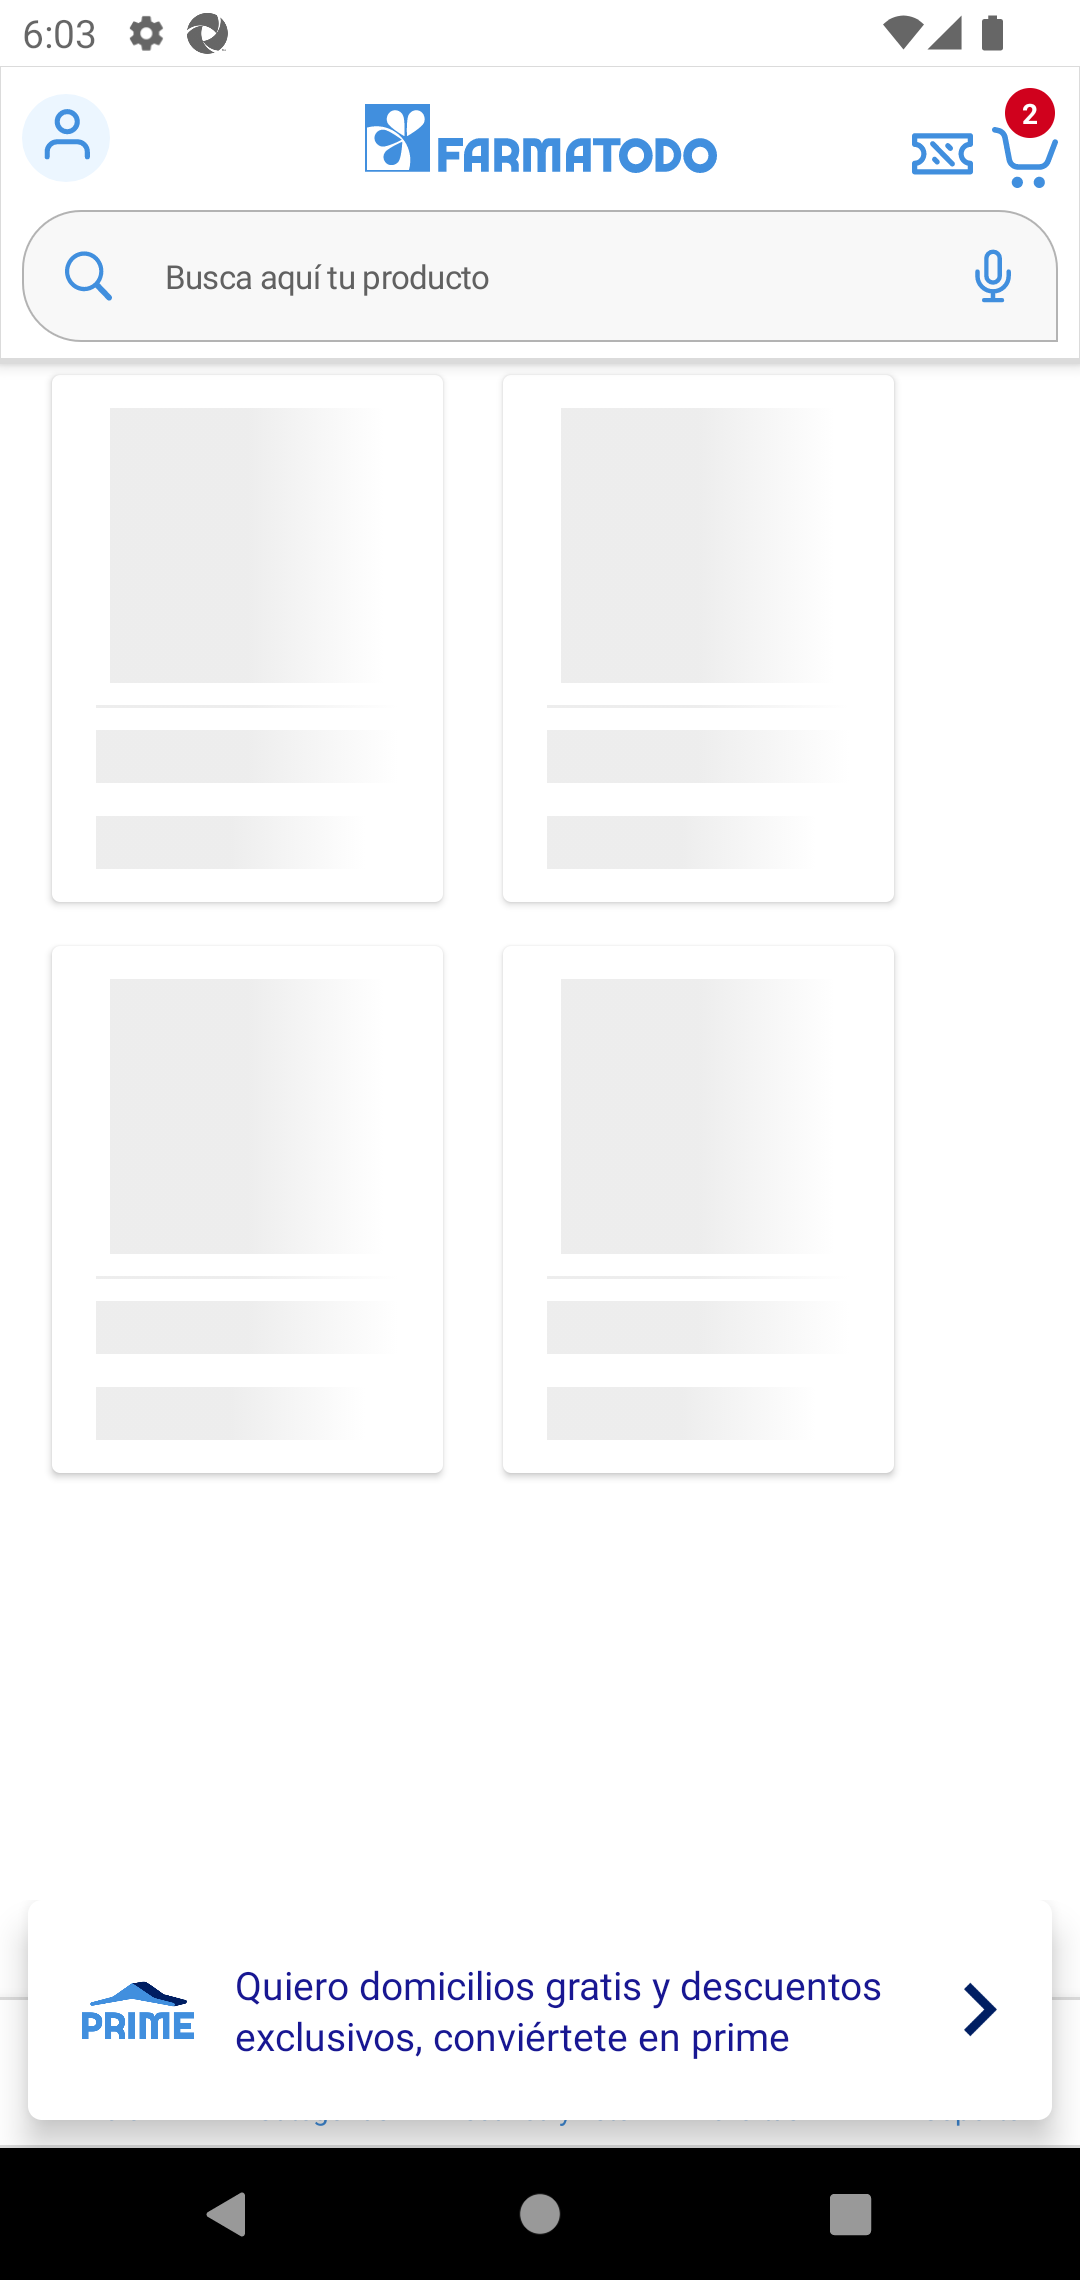 6:03
2
FARMATODO
Busca aquí tu producto
Quiero domicilios gratis y descuentos
exclusivos, conviértete en prime
PRIME